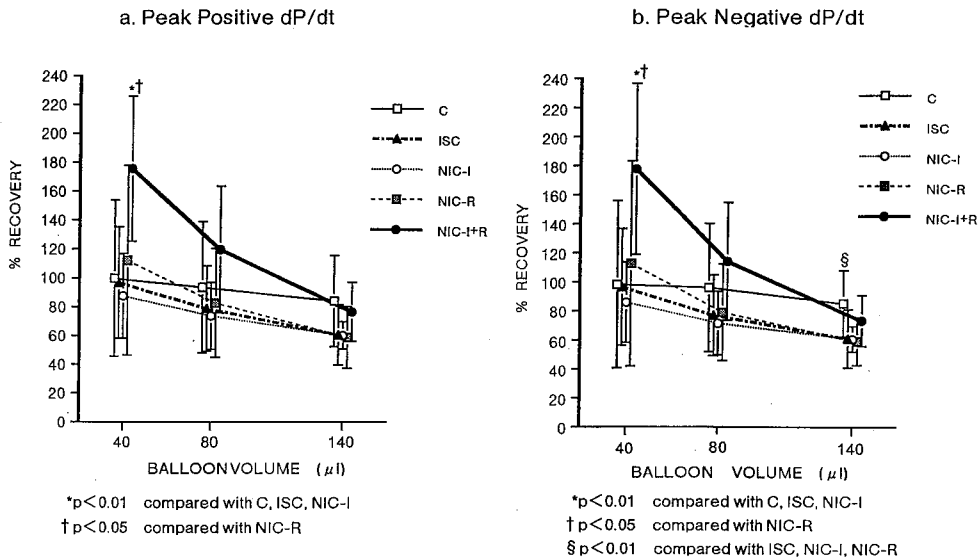 a. Peak Positive dP/dt
240
220
200
180
160
140
120
100
80
60
40
20
0
% RECOVERY
*†
C
ISC
NIC-I
NIC-R
NIC-I+R
40
80
140
BALLOON VOLUME (μl)
*p<0.01 compared with C, ISC, NIC-I
†p<0.05 compared with NIC-R
b. Peak Negative dP/dt
240
220
200
180
160
140
120
100
80
60
40
20
0
% RECOVERY
*†
§
C
ISC
NIC-I
NIC-R
NIC-I+R
40
80
140
BALLOON VOLUME (μl)
*p<0.01 compared with C, ISC, NIC-I
†p<0.05 compared with NIC-R
§p<0.01 compared with ISC, NIC-I, NIC-R